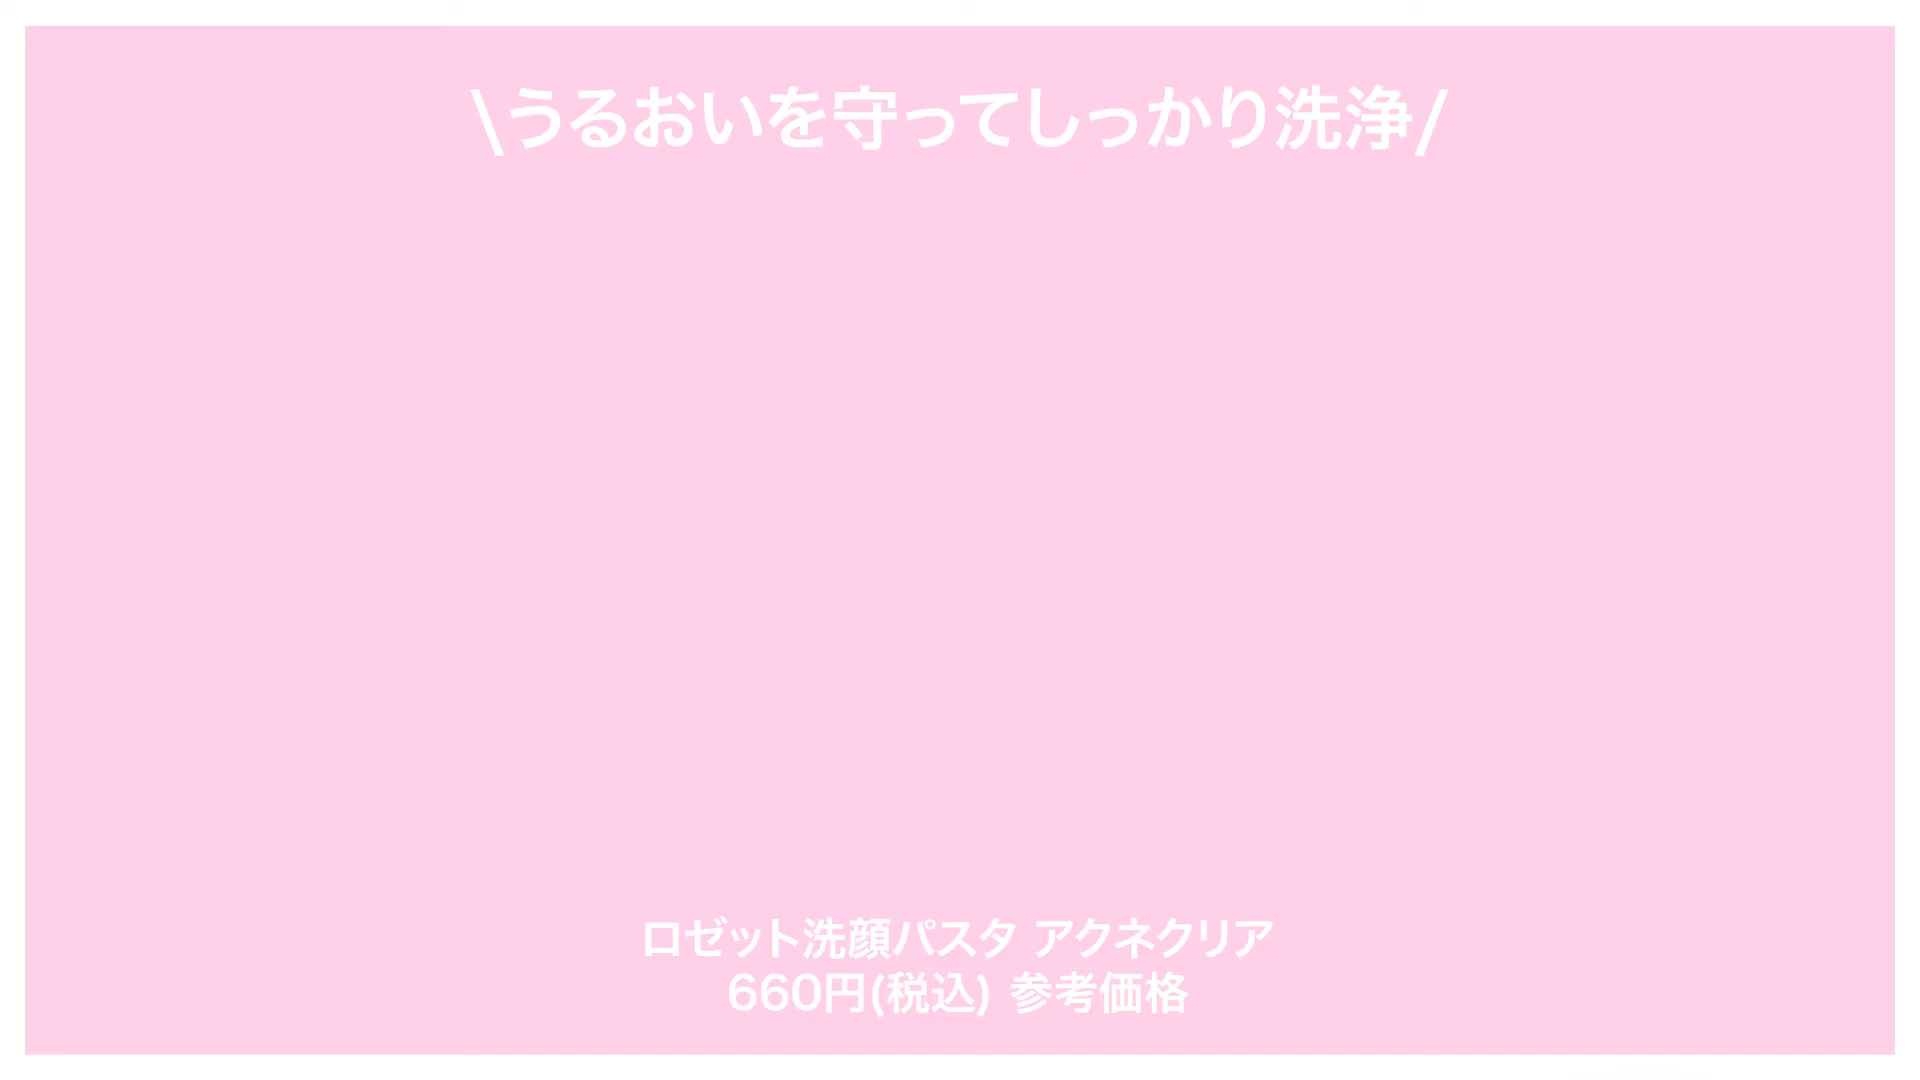 \うるおいを守ってしっかり洗浄/
ロゼット洗顔パスタ アクネクリア
660円(税込) 参考価格